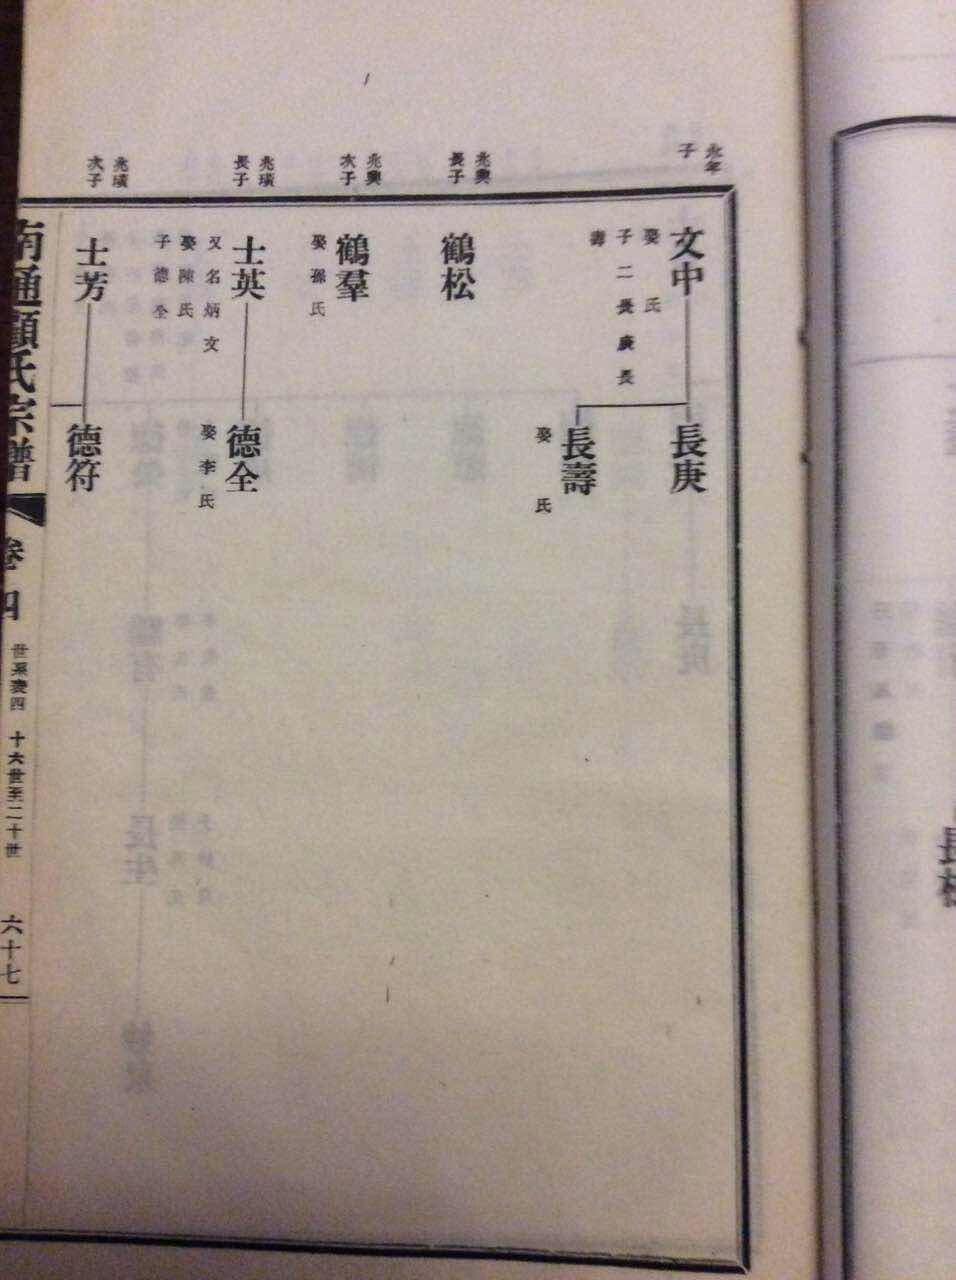 永年
子
文中
娶 氏
子二長庚長
壽
長庚
長壽
娶 氏
兆興
長子
鶴松
兆興
次子
鶴羣
娶孫氏
兆璜
長子
士英
又名炳文
娶陳氏
子德全
德全
娶李氏
兆璜
次子
士芳
德符
南通顧氏宗譜
卷四
世系表四 十六世至二十世
六十七
長